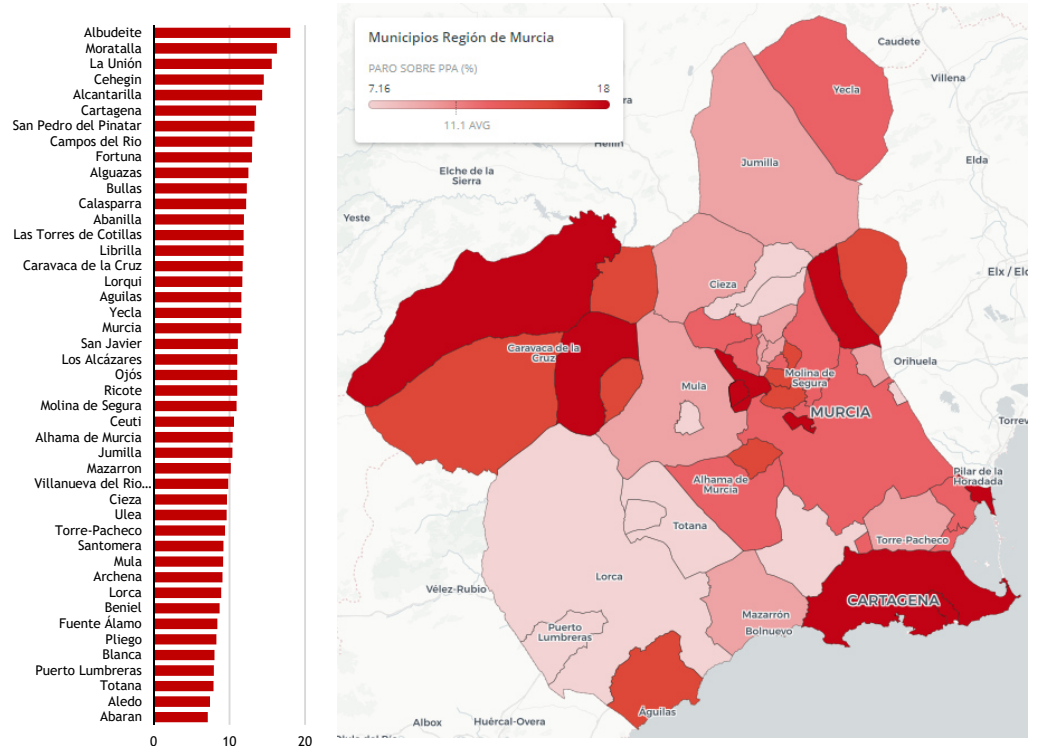 Albudeite
Moratalla
La Unión
Cehegin
Alcantarilla
Cartagena
San Pedro del Pinatar
Campos del Rio
Fortuna
Alguazas
Bullas
Calasparra
Abanilla
Las Torres de Cotillas
Librilla
Caravaca de la Cruz
Lorqui
Aguilas
Yecla
Murcia
San Javier
Los Alcázares
Ojós
Ricote
Molina de Segura
Ceuti
Alhama de Murcia
Jumilla
Mazarron
Villanueva del Rio...
Cieza
Ulea
Torre-Pacheco
Santomera
Mula
Archena
Lorca
Beniel
Fuente Álamo
Pliego
Blanca
Puerto Lumbreras
Totana
Aledo
Abaran
0 10 20
Municipios Región de Murcia
PARO SOBRE PPA (%)
7.16 18
11.1 AVG
Caudete
Villena
Yecla
Hellín
Jumilla
Elda
Elche de la
Sierra
Yeste
Cieza
Elx / Elc
Caravaca de la
Cruz
Orihuela
Molina de
Segura
Mula
MURCIA
Torrev
Pilar de la
Horadada
Alhama de
Murcia
Totana
Torre-Pacheco
Lorca
Vélez-Rubio
CARTAGENA
Mazarrón
Bolnuevo
Puerto
Lumbreras
Águilas
Albox
Huércal-Overa